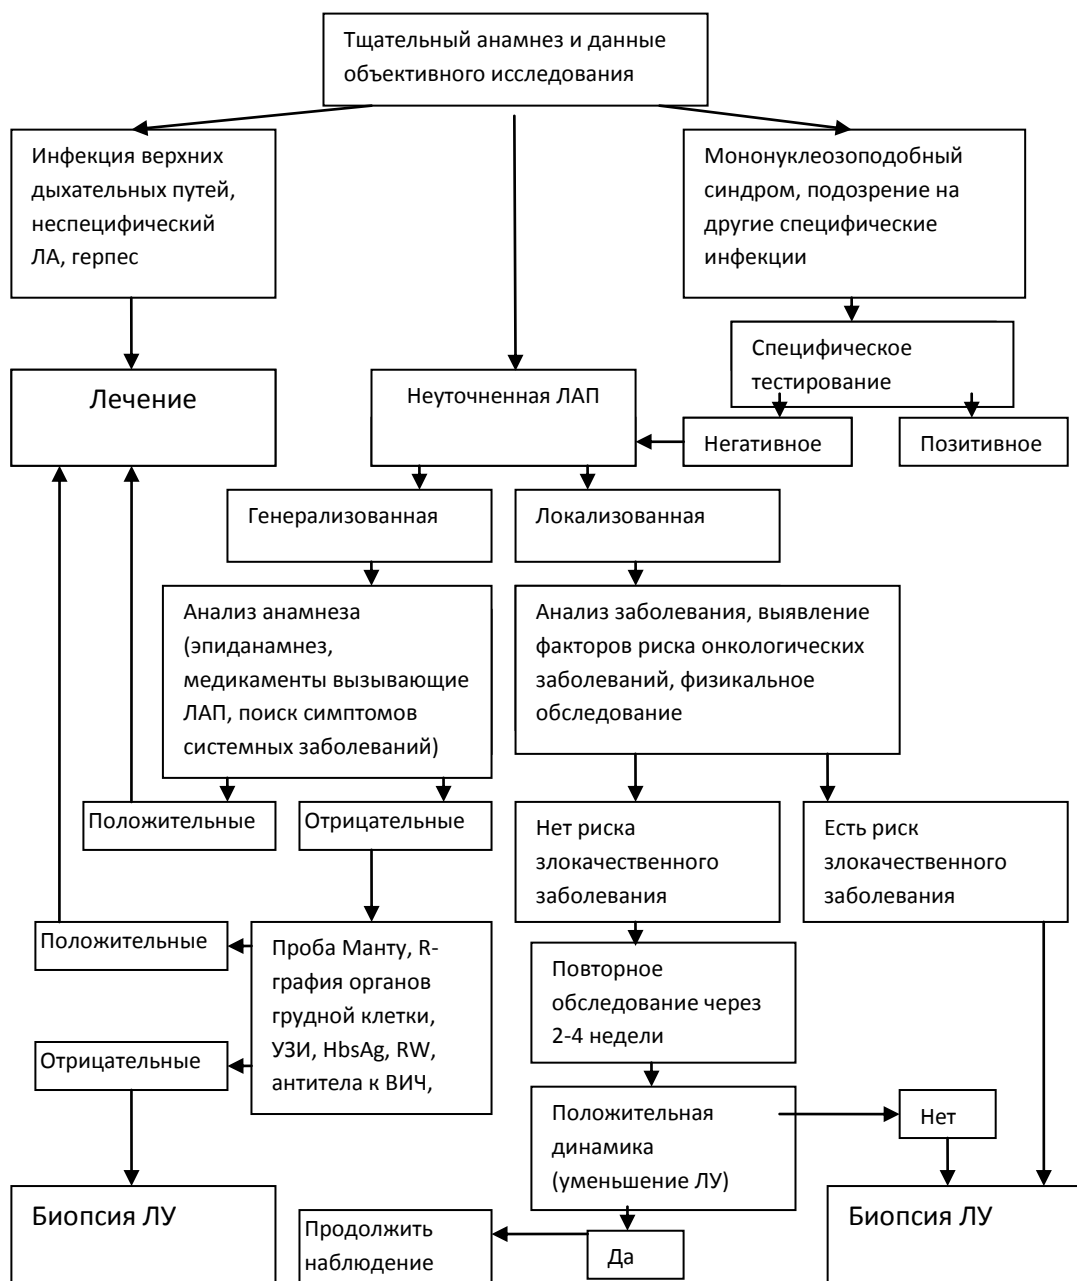 Тщательный анамнез и данные
объективного исследования
Инфекция верхних
дыхательных путей,
неспецифический
ЛА, герпес
Мононуклеозоподобный
синдром, подозрение на
другие специфические
инфекции
Специфическое
тестирование
Лечение
Неуточненная ЛАП
Негативное
Позитивное
Генерализованная
Локализованная
Анализ анамнеза
(эпиданамнез,
медикаменты вызывающие
ЛАП, поиск симптомов
системных заболеваний)
Анализ заболевания, выявление
факторов риска онкологических
заболеваний, физикальное
обследование
Положительные
Отрицательные
Нет риска
злокачественного
заболевания
Есть риск
злокачественного
заболевания
Положительные
Проба Манту, R-
графия органов
грудной клетки,
УЗИ, HbsAg, RW,
антитела к ВИЧ,
Повторное
обследование через
2-4 недели
Отрицательные
Положительная
динамика
(уменьшение ЛУ)
Нет
Биопсия ЛУ
Продолжить
наблюдение
Да
Биопсия ЛУ